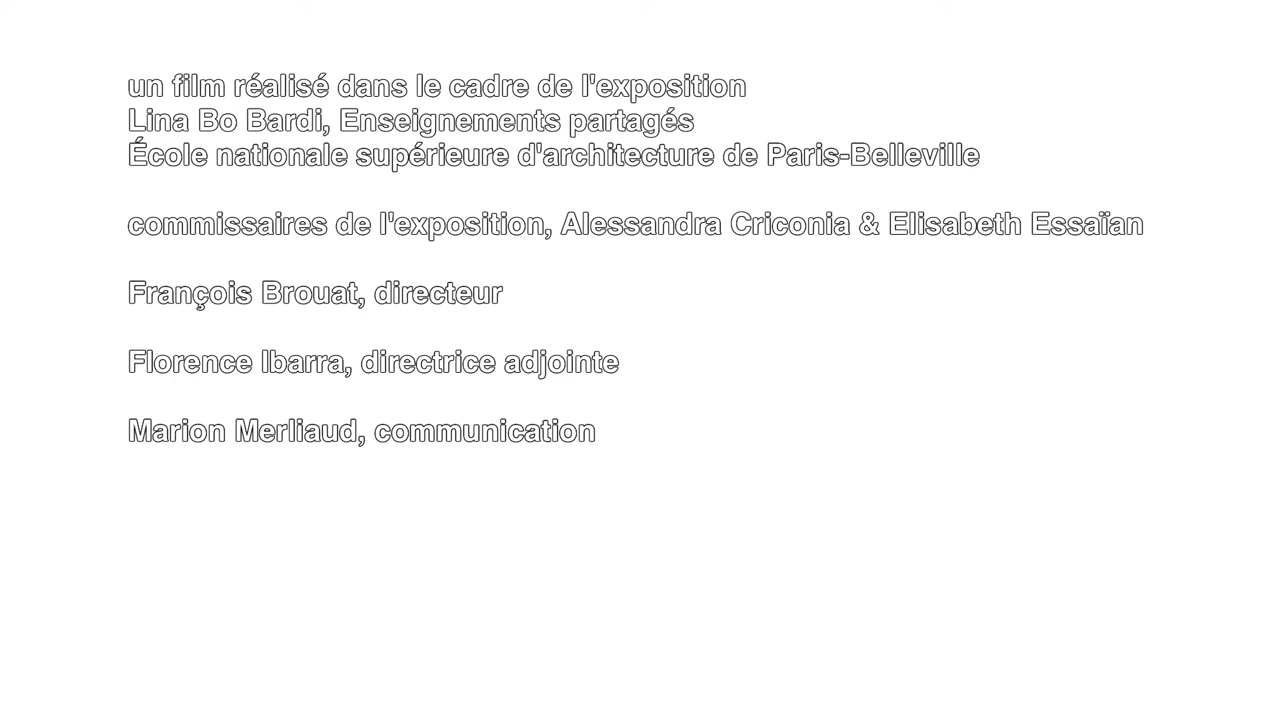 un film réalisé dans le cadre de l'exposition
Lina Bo Bardi, Enseignements partagés
École nationale supérieure d'architecture de Paris-Belleville
commissaires de l'exposition, Alessandra Criconia & Elisabeth Essaïan
François Brouat, directeur
Florence Ibarra, directrice adjointe
Marion Merliaud, communication